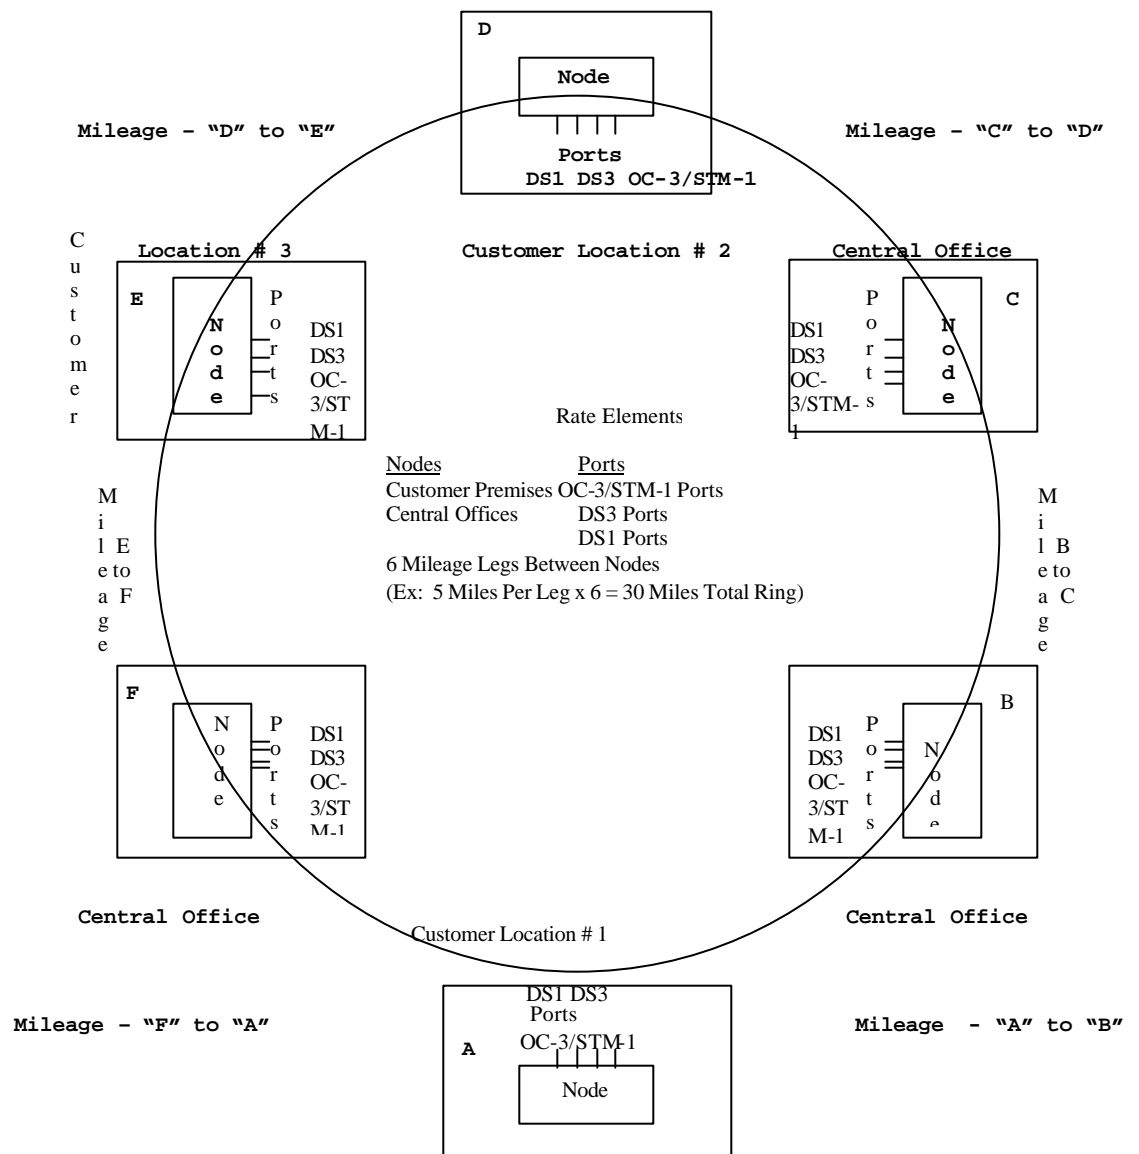 D
Node
Mileage – “D” to “E”
Mileage – “C” to “D”
Ports
DS1 DS3 OC-3/STM-1
Customer
Location # 3
Customer Location # 2
Central Office
E
Node
Ports
DS1
DS3
OC-
3/ST
M-1
DS1
DS3
OC-
3/STM-
1
Ports
Node
C
Rate Elements
Nodes Ports
Customer Premises OC-3/STM-1 Ports
Central Offices DS3 Ports
DS1 Ports
6 Mileage Legs Between Nodes
(Ex: 5 Miles Per Leg x 6 = 30 Miles Total Ring)
Mileage
E
to
F
Mileage
B
to
C
F
Node
Ports
DS1
DS3
OC-
3/ST
M-1
DS1
DS3
OC-
3/ST
M-1
Ports
Node
B
Central Office
Central Office
Customer Location # 1
Mileage – “F” to “A”
Mileage - “A” to “B”
DS1 DS3
Ports
OC-3/STM-1
A
Node